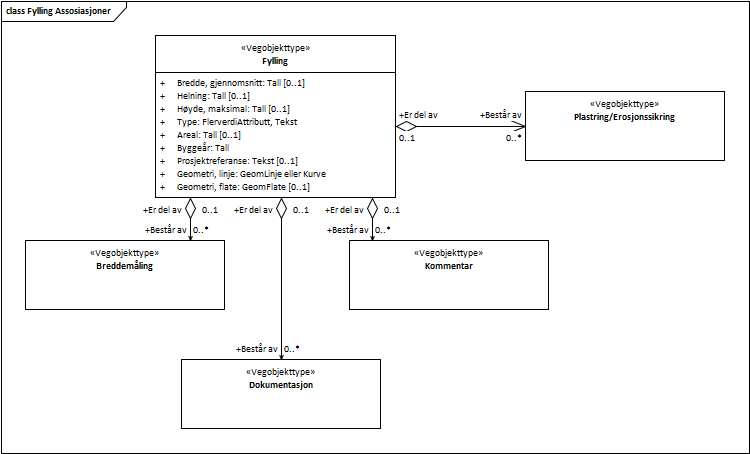 class Fylling Assosiasjoner
«Vegobjekttype»
Fylling
+ Bredde, gjennomsnitt: Tall [0..1]
+ Helning: Tall [0..1]
+ Høyde, maksimal: Tall [0..1]
+ Type: FlerverdiAttributt, Tekst
+ Areal: Tall [0..1]
+ Byggeår: Tall
+ Prosjektreferanse: Tekst [0..1]
+ Geometri, linje: GeomLinje eller Kurve
+ Geometri, flate: GeomFlate [0..1]
+Er del av +Består av
0..1 0..*
«Vegobjekttype»
Plastring/Erosjonssikring
+Er del av 0..1 +Er del av 0..1 +Er del av 0..1
+Består av 0..* +Består av 0..*
«Vegobjekttype»
Breddemåling
«Vegobjekttype»
Kommentar
+Består av 0..*
«Vegobjekttype»
Dokumentasjon